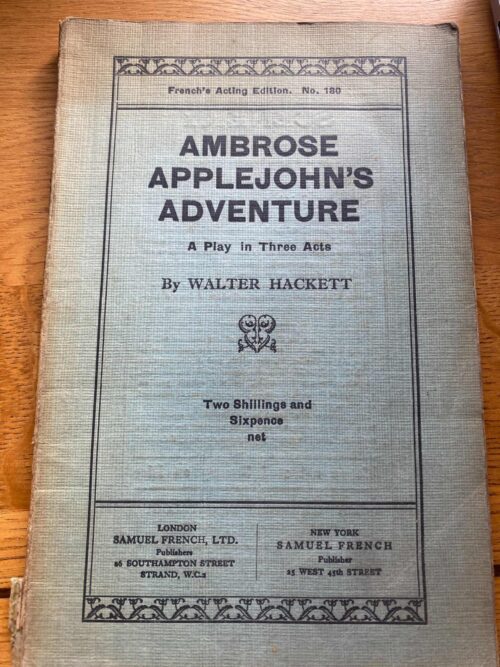 French's Acting Edition. No. 180
AMBROSE
APPLEJOHN'S
ADVENTURE
A Play in Three Acts
By WALTER HACKETT
Two Shillings and
Sixpence
net
LONDON
SAMUEL FRENCH, LTD.
Publishers
26 SOUTHAMPTON STREET
STRAND, W.C.2
NEW YORK
SAMUEL FRENCH
Publisher
25 WEST 45th STREET